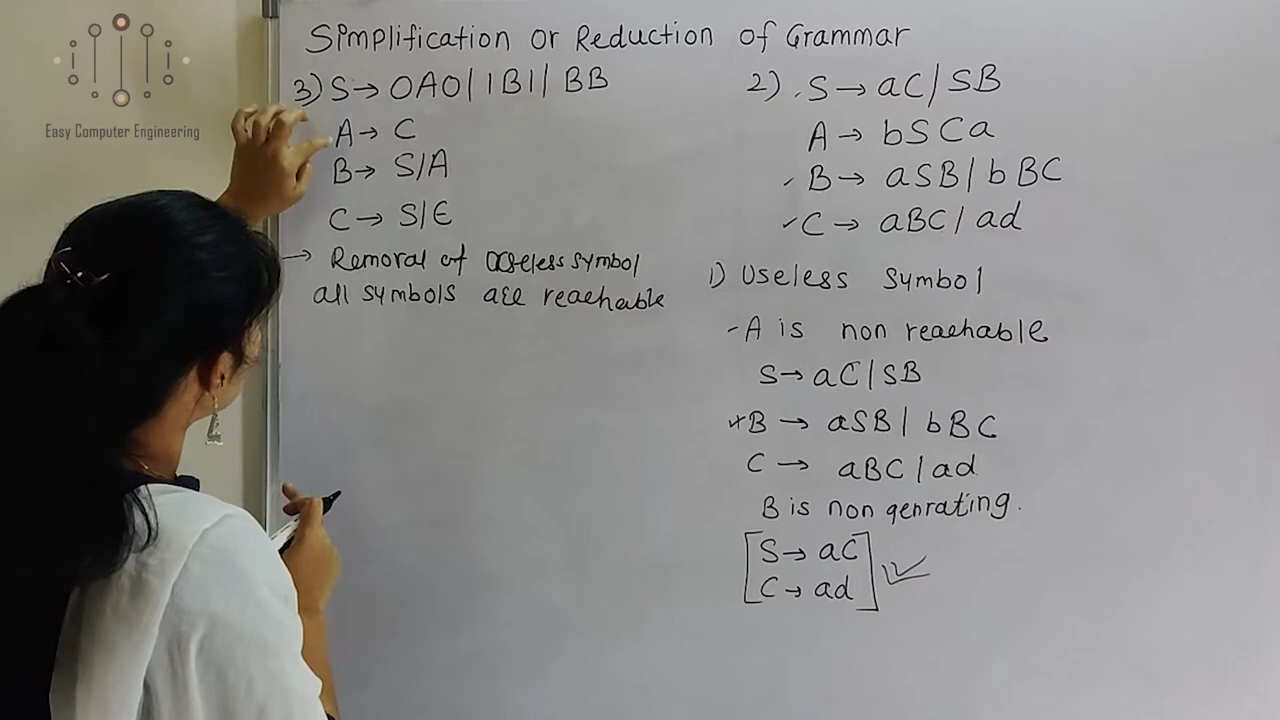 Simplification or Reduction of Grammar
Easy Computer Engineering
3) S → 0A0 | 1B1 | BB
A → C
B → S/A
C → S/ϵ
→ Removal of useless symbol
all symbols are reachable
2) S → aC / SB
A → bSCa
B → aSB / bBC
C → aBC / ad
1) Useless Symbol
- A is non reachable
S → aC | SB
B → aSB | bBC
C → aBC / ad
B is non genrating.
S → aC
C → ad